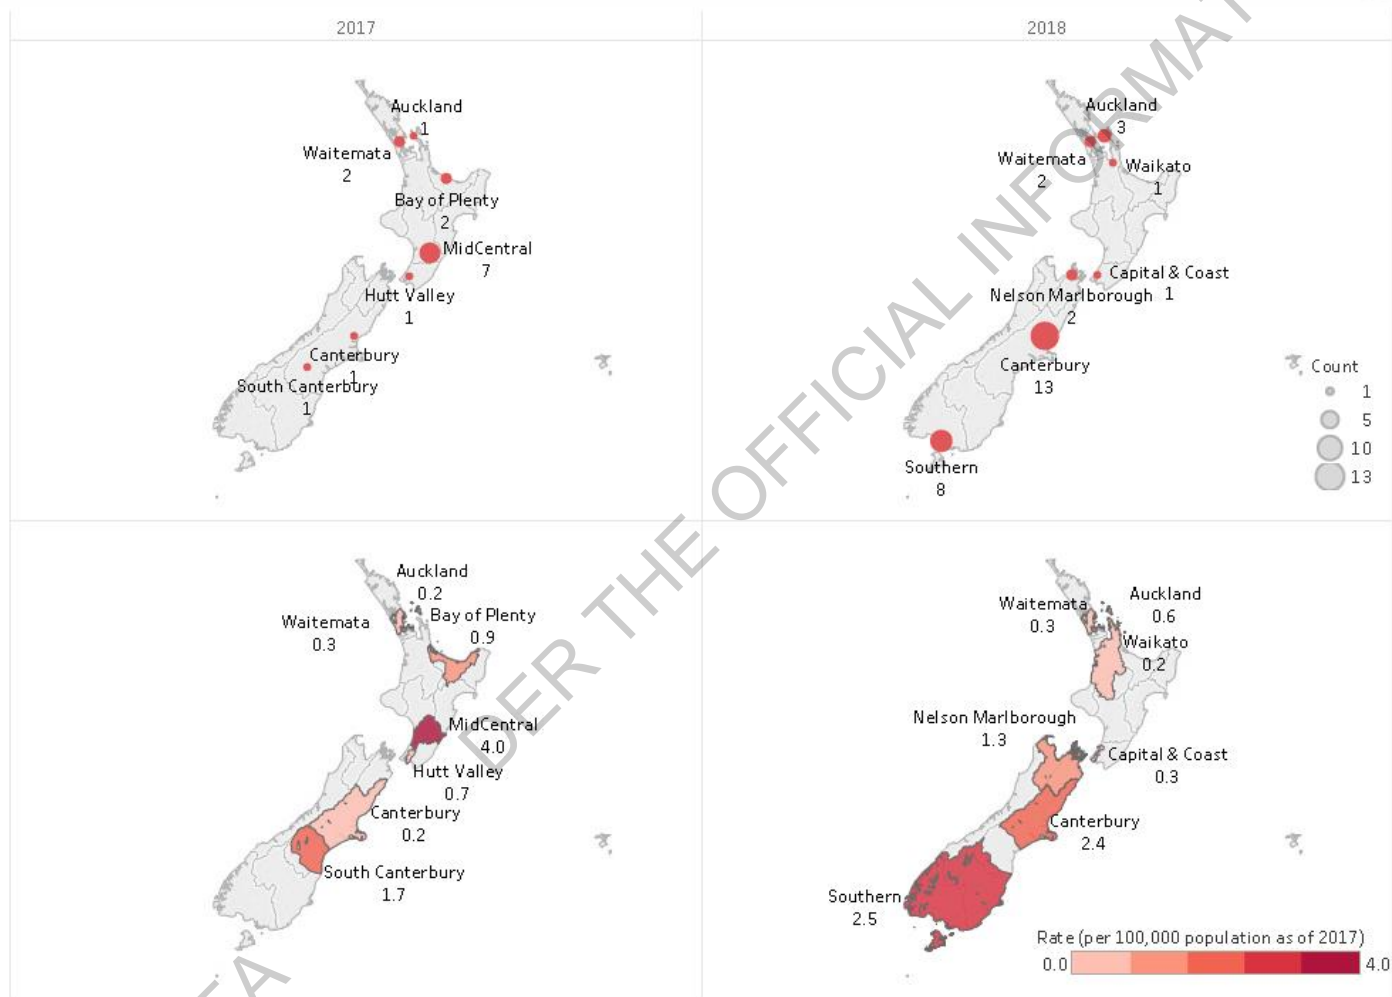 2017
2018
Auckland
1
Waitemata
2
Bay of Plenty
2
MidCentral
7
Hutt Valley
1
Canterbury
1
South Canterbury
1
Auckland
3
Waitemata
2
Waikato
1
Capital & Coast
1
Nelson Marlborough
2
Canterbury
13
Southern
8
Count
1
5
10
13
Auckland
0.2
Waitemata
0.3
Bay of Plenty
0.9
MidCentral
4.0
Hutt Valley
0.7
Canterbury
0.2
South Canterbury
1.7
Auckland
0.6
Waitemata
0.3
Waikato
0.2
Nelson Marlborough
1.3
Capital & Coast
0.3
Canterbury
2.4
Southern
2.5
Rate (per 100,000 population as of 2017)
0.0
4.0
DER THE OFFICIAL INFORMAT
TA